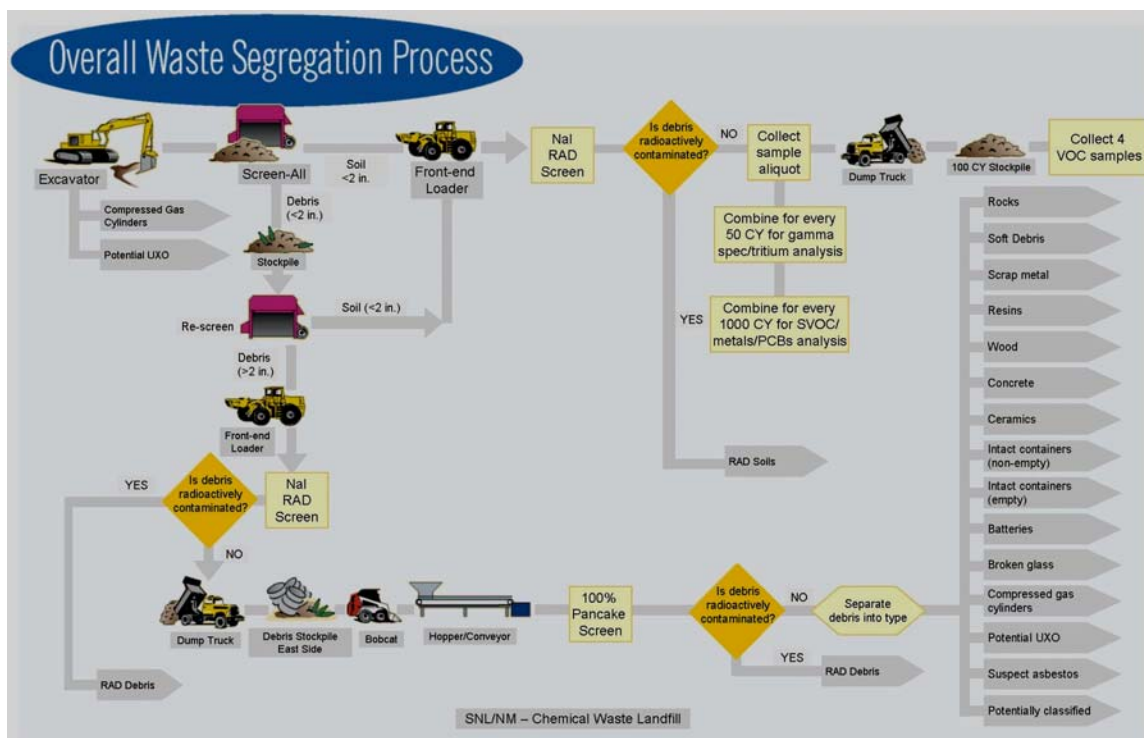 Overall Waste Segregation Process
Excavator
Screen-All
Soil
<2 in.
Front-end
Loader
NaI
RAD
Screen
Is debris
radioactively
contaminated?
NO
Collect
sample
aliquot
Dump Truck
100 CY Stockpile
Collect 4
VOC samples
Compressed Gas
Cylinders
Potential UXO
Debris
(<2 in.)
Stockpile
Combine for every
50 CY for gamma
spec/tritium analysis
YES
Combine for every
1000 CY for SVOC/
metals/PCBs analysis
RAD Soils
Re-screen
Soil (<2 in.)
Debris
(>2 in.)
Front-end
Loader
NaI
RAD
Screen
Is debris
radioactively
contaminated?
YES
NO
RAD Debris
Dump Truck
Debris Stockpile
East Side
Bobcat
Hopper/Conveyor
100%
Pancake
Screen
Is debris
radioactively
contaminated?
NO
YES
RAD Debris
Separate
debris into type
Rocks
Soft Debris
Scrap metal
Resins
Wood
Concrete
Ceramics
Intact containers
(non-empty)
Intact containers
(empty)
Batteries
Broken glass
Compressed gas
cylinders
Potential UXO
Suspect asbestos
Potentially classified
SNL/NM – Chemical Waste Landfill